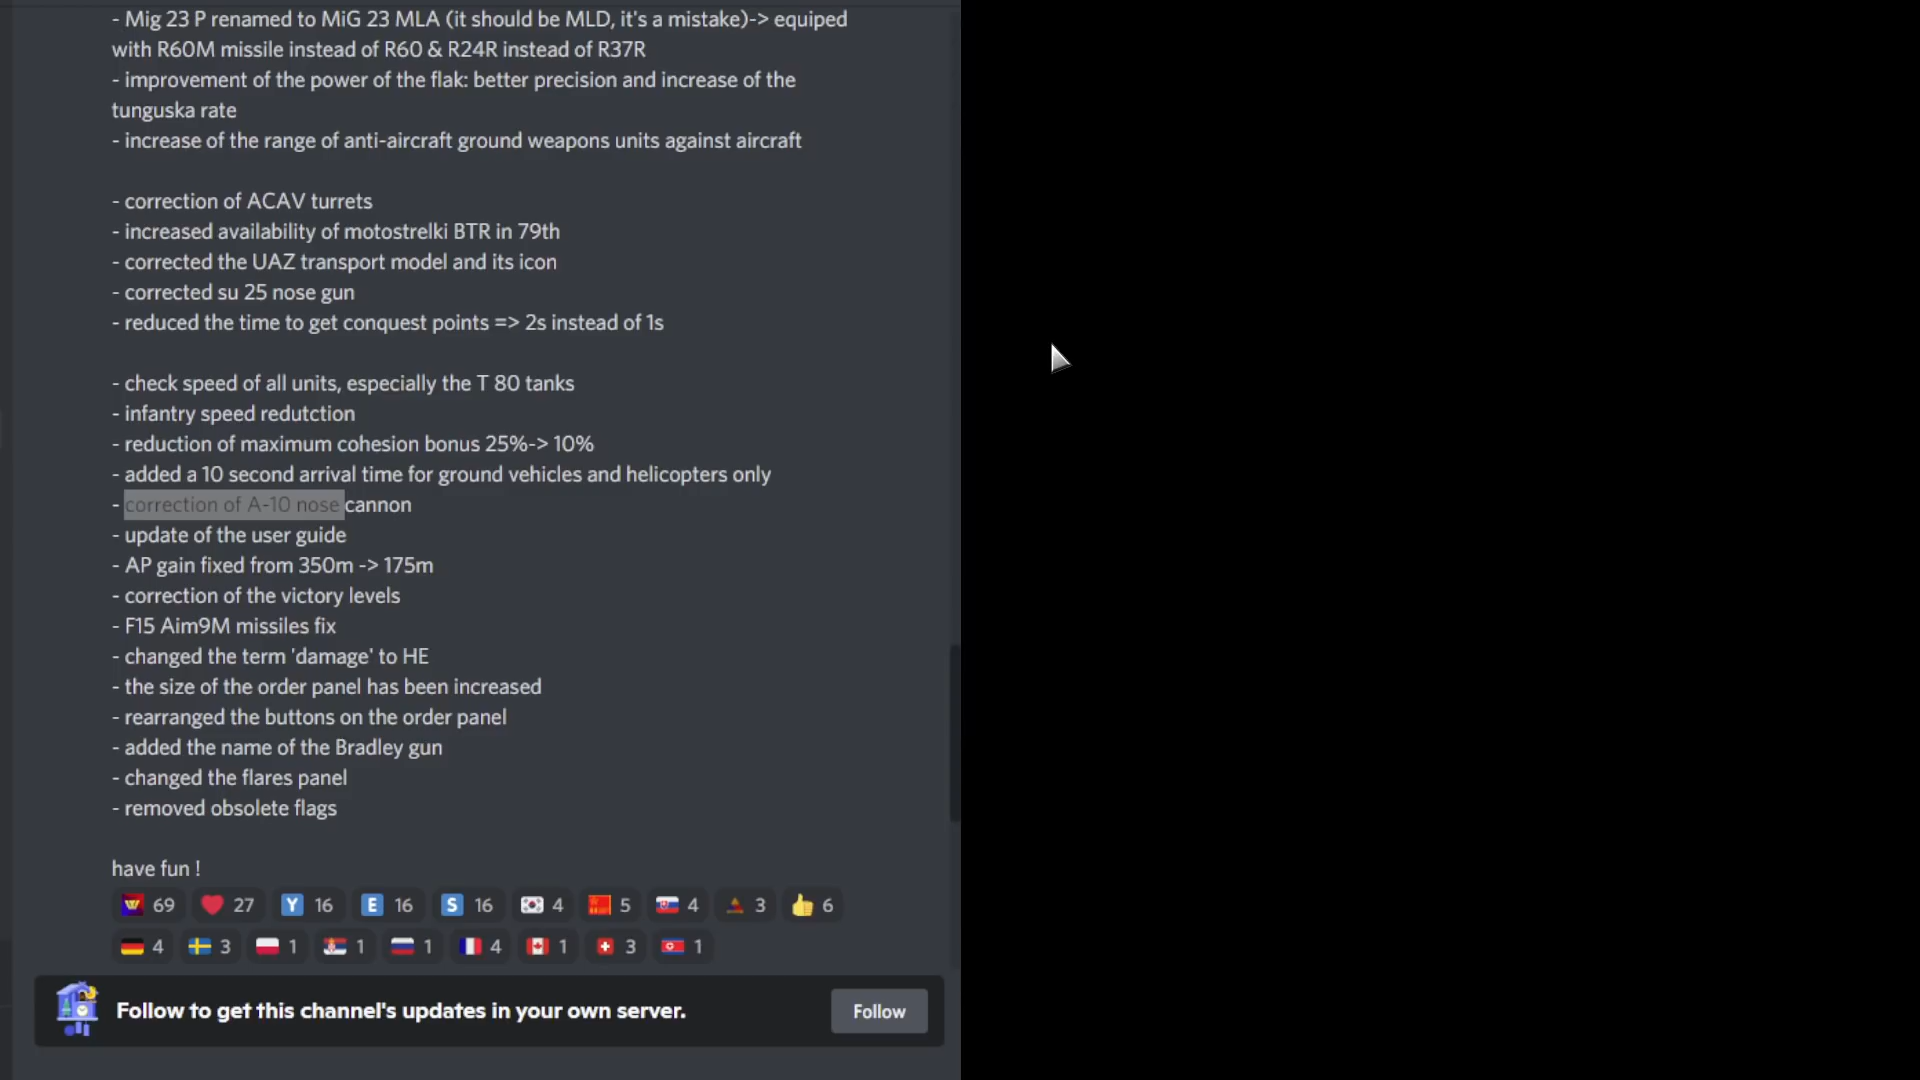 - Mig 23 P renamed to MiG 23 MLA (it should be MLD, it's a mistake)-> equiped
with R60M missile instead of R60 & R24R instead of R37R
- improvement of the power of the flak: better precision and increase of the
tunguska rate
- increase of the range of anti-aircraft ground weapons units against aircraft
- correction of ACAV turrets
- increased availability of motostrelki BTR in 79th
- corrected the UAZ transport model and its icon
- corrected su 25 nose gun
- reduced the time to get conquest points => 2s instead of 1s
- check speed of all units, especially the T 80 tanks
- infantry speed redutction
- reduction of maximum cohesion bonus 25%-> 10%
- added a 10 second arrival time for ground vehicles and helicopters only
- correction of A-10 nose cannon
- update of the user guide
- AP gain fixed from 350m -> 175m
- correction of the victory levels
- F15 Aim9M missiles fix
- changed the term 'damage' to HE
- the size of the order panel has been increased
- rearranged the buttons on the order panel
- added the name of the Bradley gun
- changed the flares panel
- removed obsolete flags
have fun !
W 69 27 Y 16 E 16 S 16 4 5 4 3 6
4 3 1 1 1 4 1 3 1
Follow to get this channel's updates in your own server. Follow